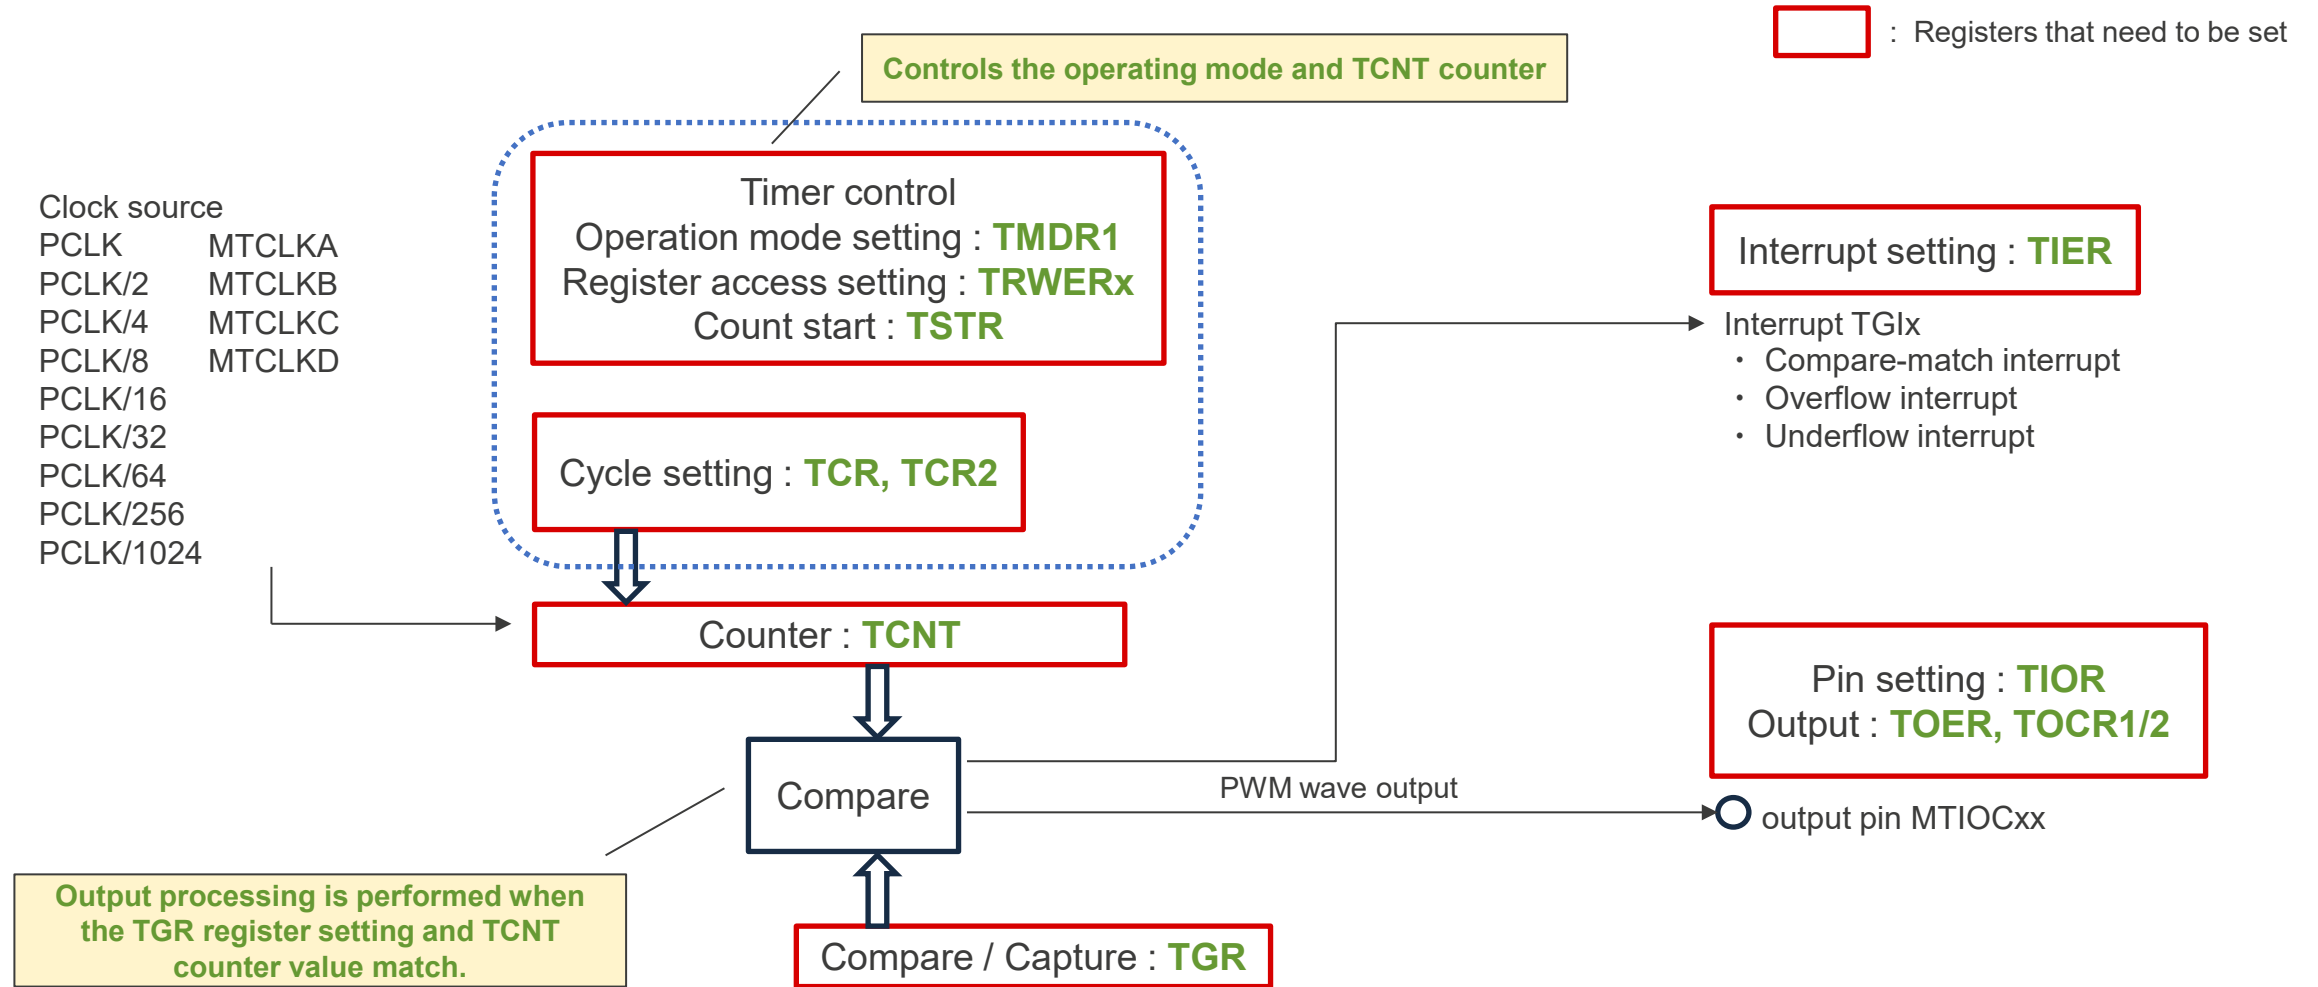 : Registers that need to be set
Controls the operating mode and TCNT counter
Clock source
PCLK MTCLKA
PCLK/2 MTCLKB
PCLK/4 MTCLKC
PCLK/8 MTCLKD
PCLK/16
PCLK/32
PCLK/64
PCLK/256
PCLK/1024
Timer control
Operation mode setting : TMDR1
Register access setting : TRWERx
Count start : TSTR
Cycle setting : TCR, TCR2
Counter : TCNT
Compare
Compare / Capture : TGR
Output processing is performed when
the TGR register setting and TCNT
counter value match.
PWM wave output
Interrupt setting : TIER
Interrupt TGIx
・ Compare-match interrupt
・ Overflow interrupt
・ Underflow interrupt
Pin setting : TIOR
Output : TOER, TOCR1/2
output pin MTIOCxx